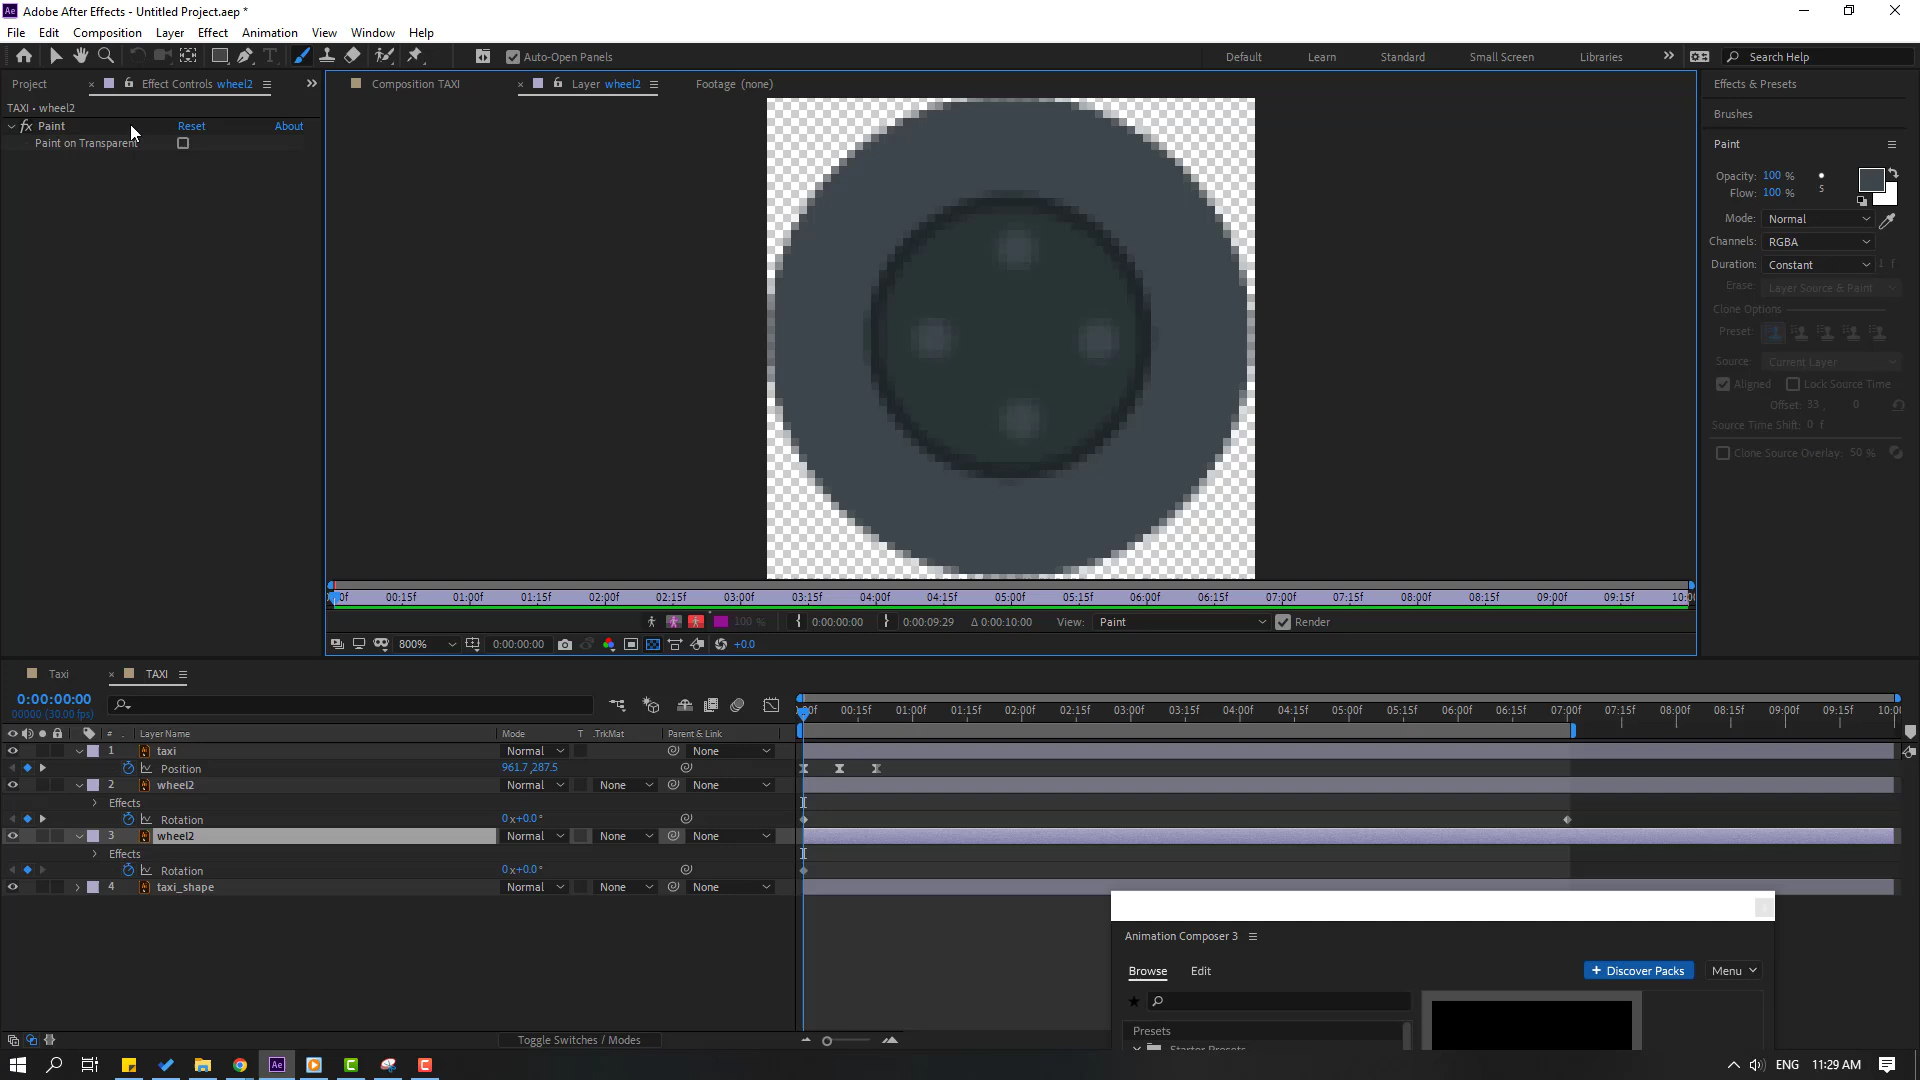 Adobe After Effects - Untitled Project.aep *
File Edit Composition Layer Effect Animation View Window Help
Auto-Open Panels
Default Learn Standard Small Screen Libraries
Search Help
Project
Effect Controls wheel2
Composition TAXI
Layer wheel2
Footage (none)
Effects & Presets
TAXI • wheel2
fx Paint Reset About
Paint on Transparent
Brushes
Paint
Opacity: 100 %
Flow: 100 %
Mode: Normal
Channels: RGBA
Duration: Constant 1 f
Erase: Layer Source & Paint
Clone Options
Preset:
Source: Current Layer
Aligned Lock Source Time
Offset: 33 , 0
Source Time Shift: 0 f
Clone Source Overlay: 50 %
00:15f 01:00f 01:15f 02:00f 02:15f 03:00f 03:15f 04:00f 04:15f 05:00f 05:15f 06:00f 06:15f 07:00f 07:15f 08:00f 08:15f 09:00f 09:15f 10:0
100 % 0:00:00:00 0:00:09:29 Δ 0:00:10:00 View: Paint Render
800% 0:00:00:00 +0.0
Taxi TAXI
0:00:00:00
00000 (30.00 fps)
00:15f 01:00f 01:15f 02:00f 02:15f 03:00f 03:15f 04:00f 04:15f 05:00f 05:15f 06:00f 06:15f 07:00f 07:15f 08:00f 08:15f 09:00f 09:15f 10:0
# . Layer Name Mode T .TrkMat Parent & Link
1 taxi Normal None
Position 961.7,287.5
2 wheel2 Normal None None
Effects
Rotation 0x+0.0°
3 wheel2 Normal None None
Effects
Rotation 0x+0.0°
4 taxi_shape Normal None None
Animation Composer 3
Browse Edit + Discover Packs Menu
Presets
Starter Presets
Toggle Switches / Modes
ENG 11:29 AM